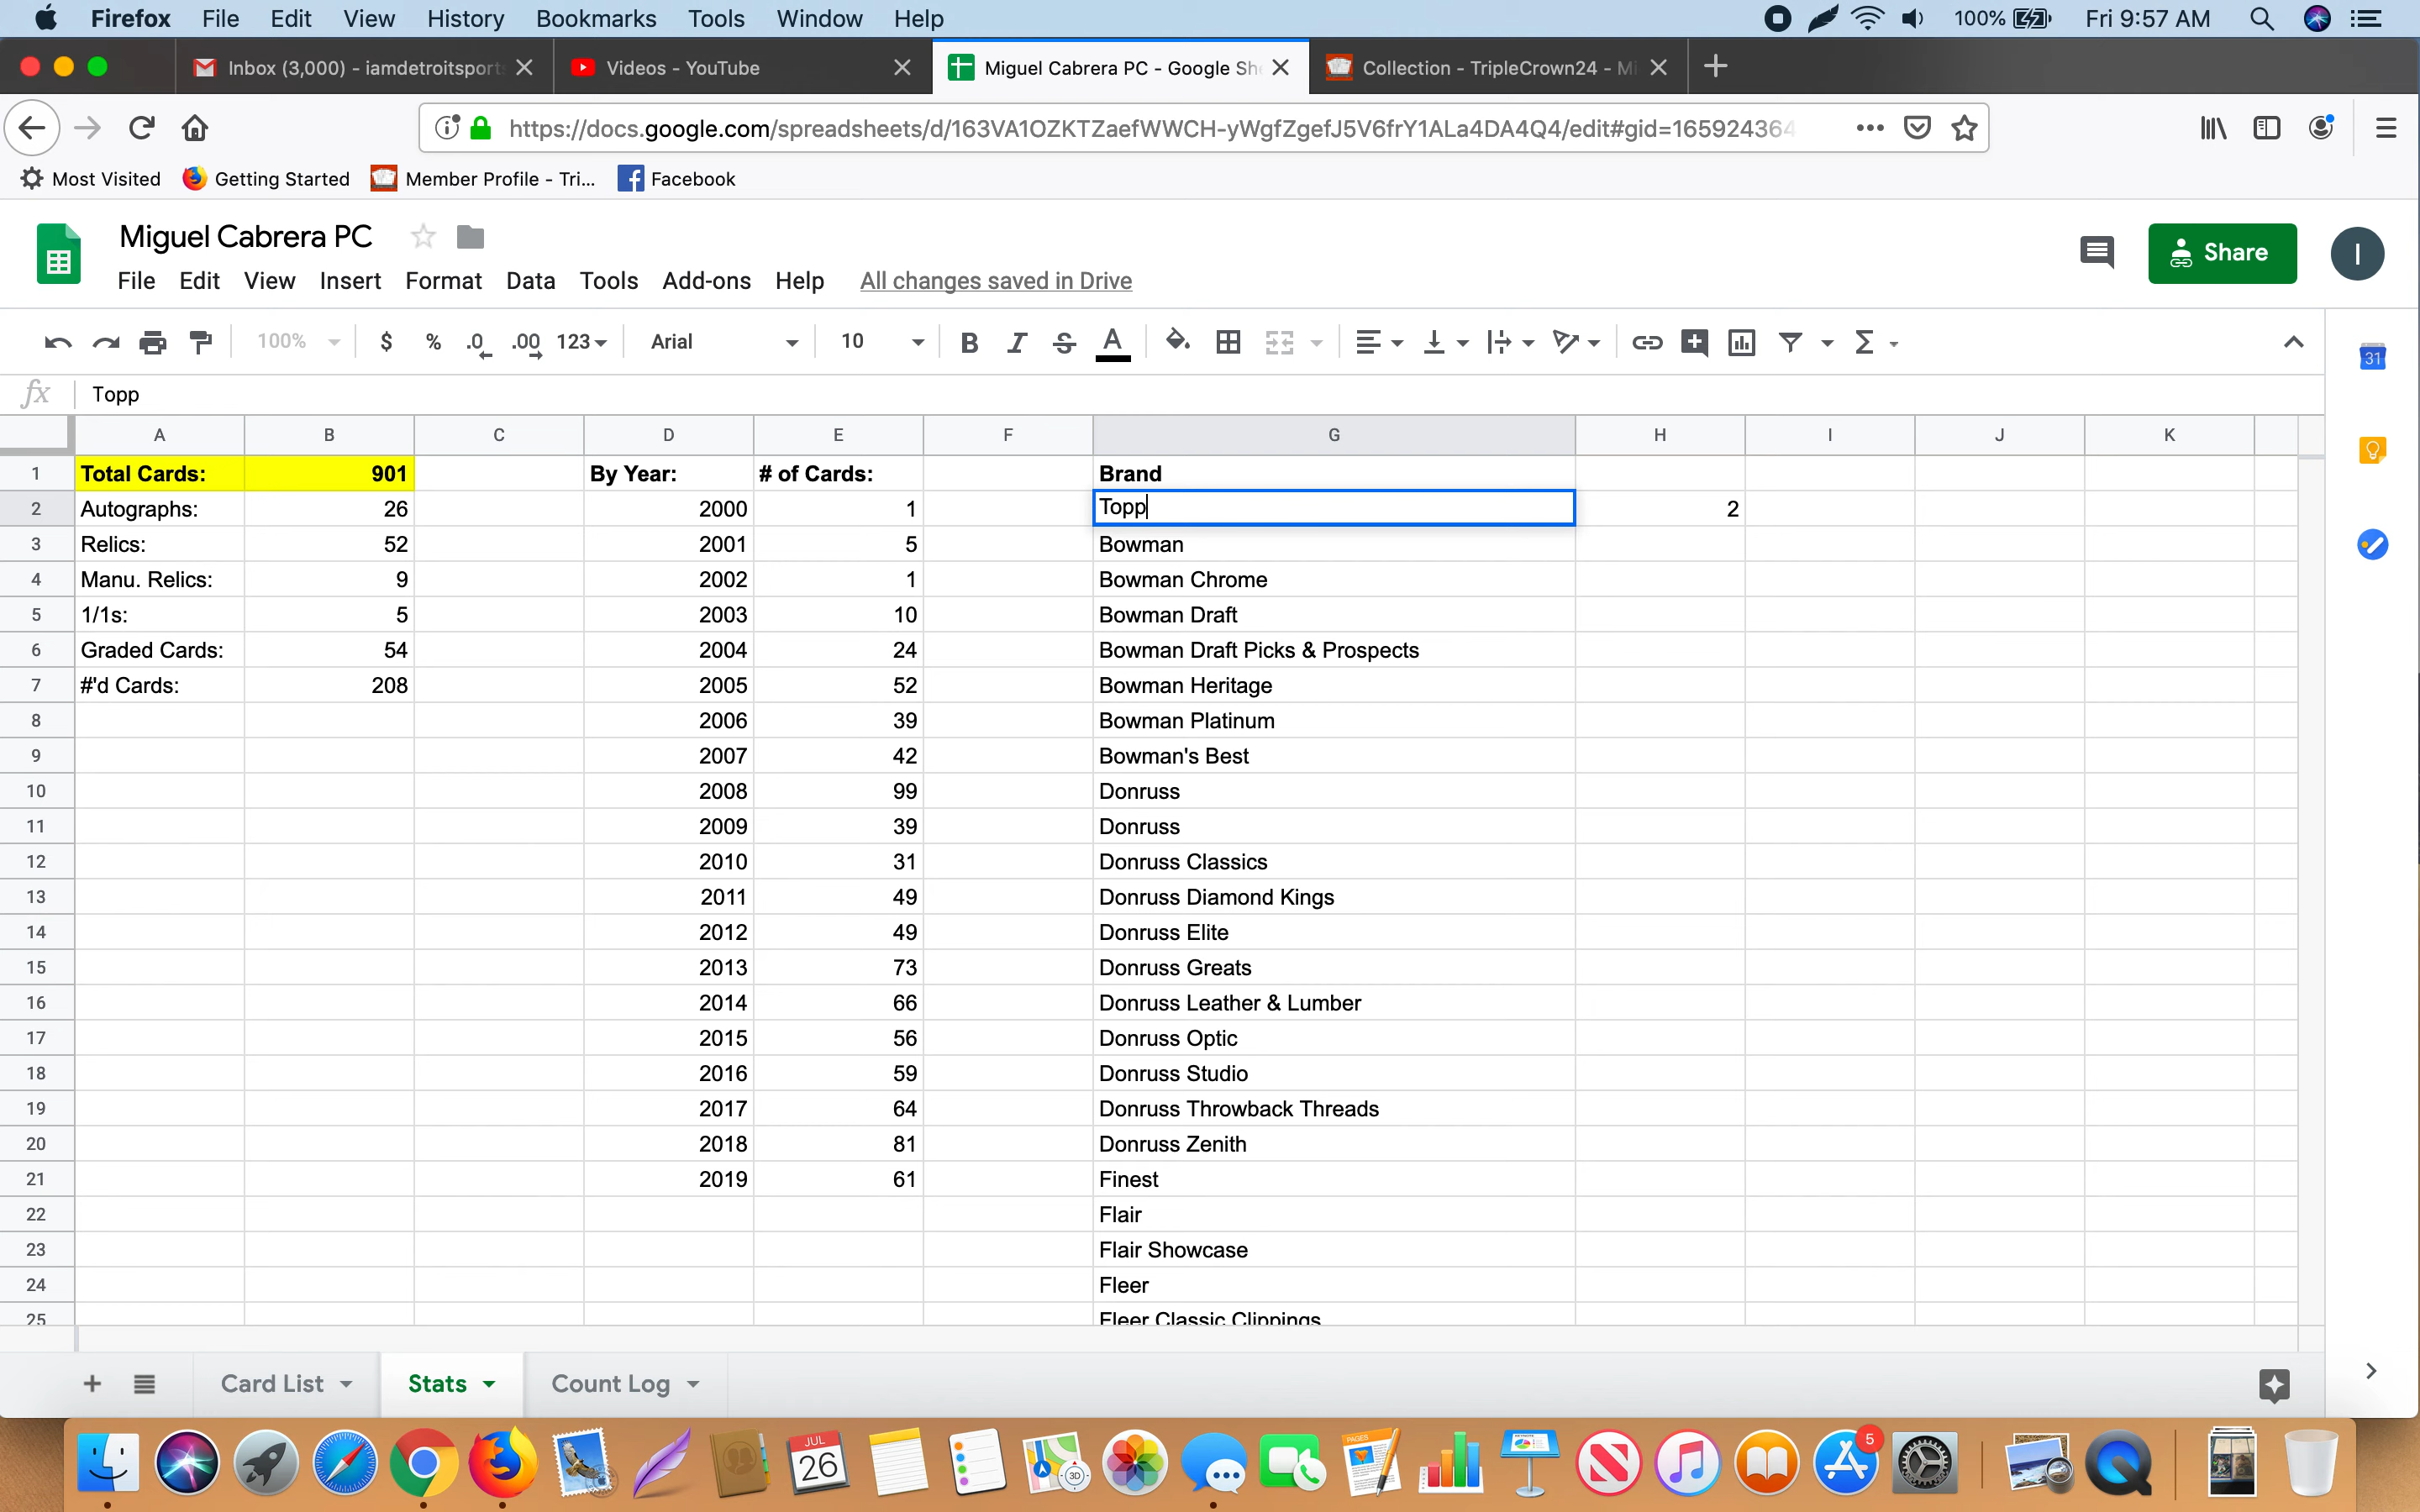 Firefox File Edit View History Bookmarks Tools Window Help 100% Fri 9:57 AM
Inbox (3,000) - iamdetroitsport Videos - YouTube Miguel Cabrera PC - Google She Collection - TripleCrown24 - Mi
https://docs.google.com/spreadsheets/d/163VA1OZKTZaefWWCH-yWgfZgefJ5V6frY1ALa4DA4Q4/edit#gid=165924364
Most Visited Getting Started Member Profile - Tri... Facebook
Miguel Cabrera PC
File Edit View Insert Format Data Tools Add-ons Help All changes saved in Drive
Share I
100% $ % .0 .00 123 Arial 10 B I S A Σ
31
fx Topp
A B C D E F G H I J K
1 Total Cards: 901 By Year: # of Cards: Brand
2 Autographs: 26 2000 1 Topp 2
3 Relics: 52 2001 5 Bowman
4 Manu. Relics: 9 2002 1 Bowman Chrome
5 1/1s: 5 2003 10 Bowman Draft
6 Graded Cards: 54 2004 24 Bowman Draft Picks & Prospects
7 #'d Cards: 208 2005 52 Bowman Heritage
8 2006 39 Bowman Platinum
9 2007 42 Bowman's Best
10 2008 99 Donruss
11 2009 39 Donruss
12 2010 31 Donruss Classics
13 2011 49 Donruss Diamond Kings
14 2012 49 Donruss Elite
15 2013 73 Donruss Greats
16 2014 66 Donruss Leather & Lumber
17 2015 56 Donruss Optic
18 2016 59 Donruss Studio
19 2017 64 Donruss Throwback Threads
20 2018 81 Donruss Zenith
21 2019 61 Finest
22 Flair
23 Flair Showcase
24 Fleer
25 Fleer Classic Clippings
Card List Stats Count Log
JUL 26 PAGES 3D 5